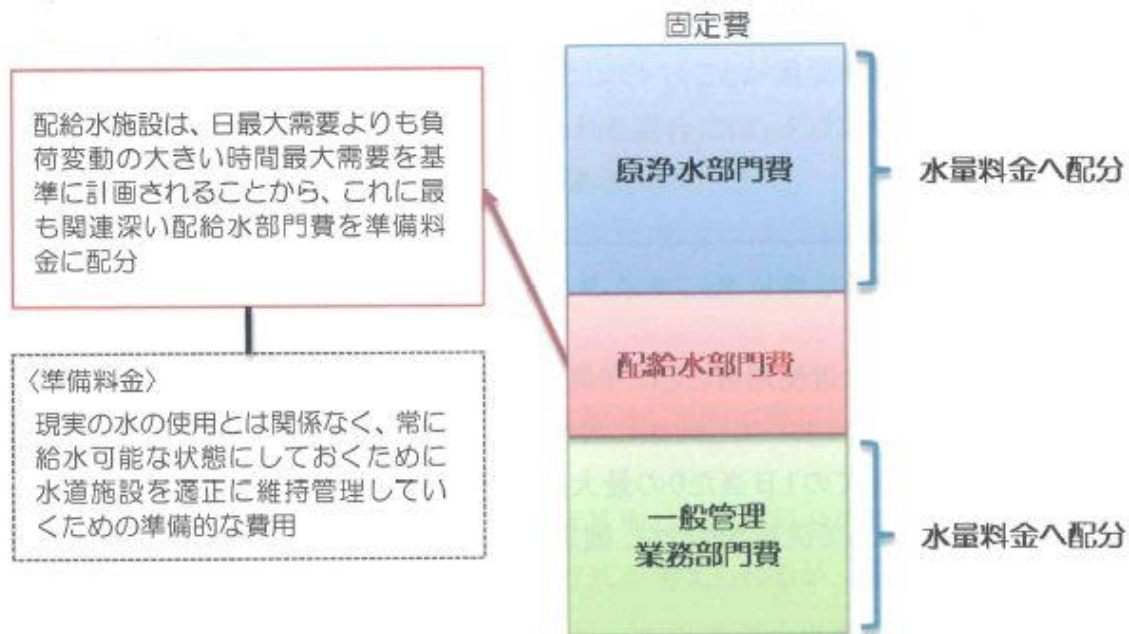 固定費
配給水施設は、日最大需要よりも負
荷変動の大きい時間最大需要を基
準に計画されることから、これに最
も関連深い配給水部門費を準備料
金に配分
〈準備料金〉
現実の水の使用とは関係なく、常に
給水可能な状態にしておくために
水道施設を適正に維持管理してい
くための準備的な費用
原浄水部門費
水量料金へ配分
配給水部門費
一般管理
業務部門費
水量料金へ配分